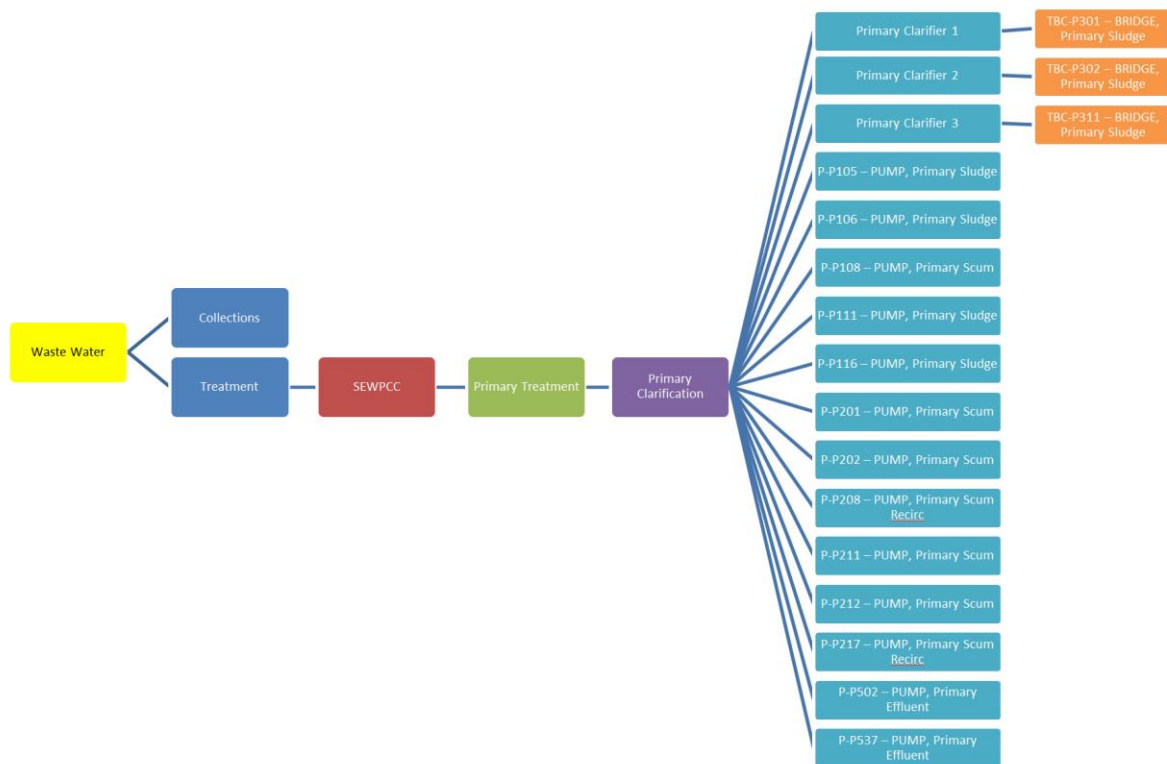 Waste Water
Collections
Treatment
SEWPCC
Primary Treatment
Primary
Clarification
Primary Clarifier 1
TBC-P301 – BRIDGE,
Primary Sludge
Primary Clarifier 2
TBC-P302 – BRIDGE,
Primary Sludge
Primary Clarifier 3
TBC-P311 – BRIDGE,
Primary Sludge
P-P105 – PUMP, Primary Sludge
P-P106 – PUMP, Primary Sludge
P-P108 – PUMP, Primary Scum
P-P111 – PUMP, Primary Sludge
P-P116 – PUMP, Primary Sludge
P-P201 – PUMP, Primary Scum
P-P202 – PUMP, Primary Scum
P-P208 – PUMP, Primary Scum
Recirc
P-P211 – PUMP, Primary Scum
P-P212 – PUMP, Primary Scum
P-P217 – PUMP, Primary Scum
Recirc
P-P502 – PUMP, Primary
Effluent
P-P537 – PUMP, Primary
Effluent